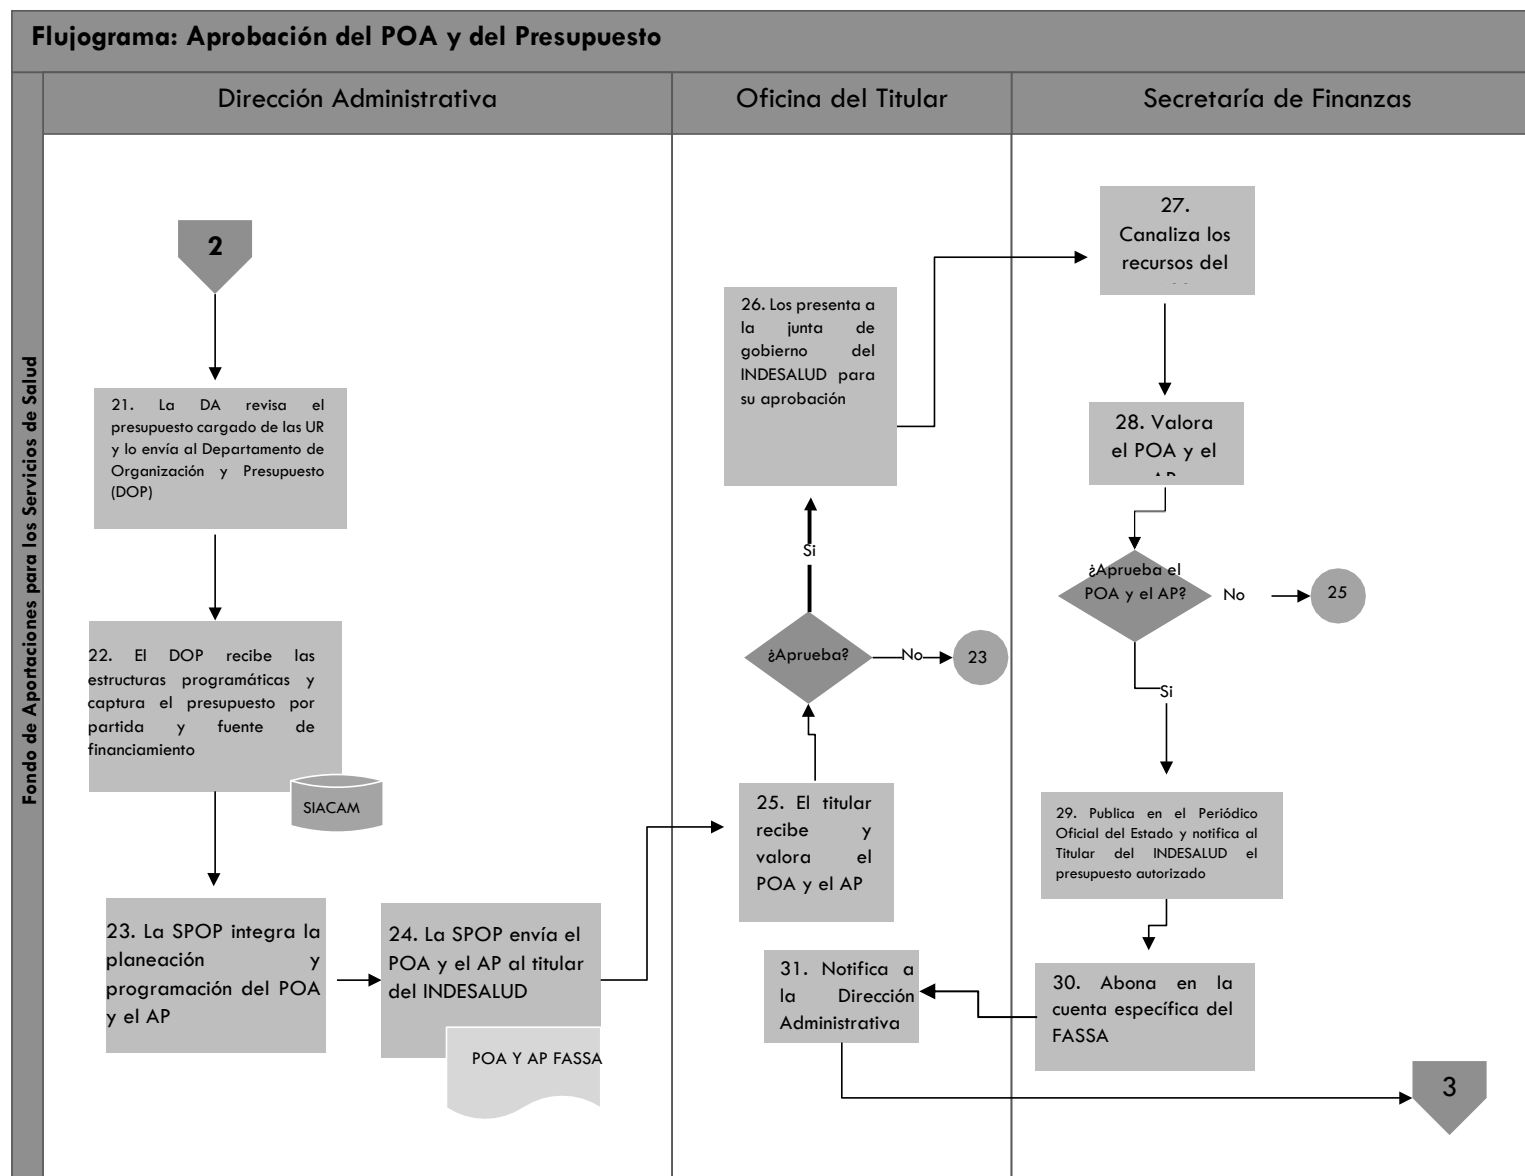 Flujograma: Aprobación del POA y del Presupuesto
Dirección Administrativa
Oficina del Titular
Secretaría de Finanzas
Fondo de Aportaciones para los Servicios de Salud
2
21. La DA revisa el
presupuesto cargado de las UR
y lo envía al Departamento de
Organización y Presupuesto
(DOP)
22. El DOP recibe las
estructuras programáticas y
captura el presupuesto por
partida y fuente de
financiamiento
SIACAM
23. La SPOP integra la
planeación y
programación del POA
y el AP
24. La SPOP envía el
POA y el AP al titular
del INDESALUD
POA Y AP FASSA
25. El titular
recibe y
valora el
POA y el AP
¿Aprueba?
No
23
Si
26. Los presenta a
la junta de
gobierno del
INDESALUD para
su aprobación
27.
Canaliza los
recursos del
28. Valora
el POA y el
¿Aprueba el
POA y el AP?
No
25
Si
29. Publica en el Periódico
Oficial del Estado y notifica al
Titular del INDESALUD el
presupuesto autorizado
30. Abona en la
cuenta específica del
FASSA
31. Notifica a
la Dirección
Administrativa
3